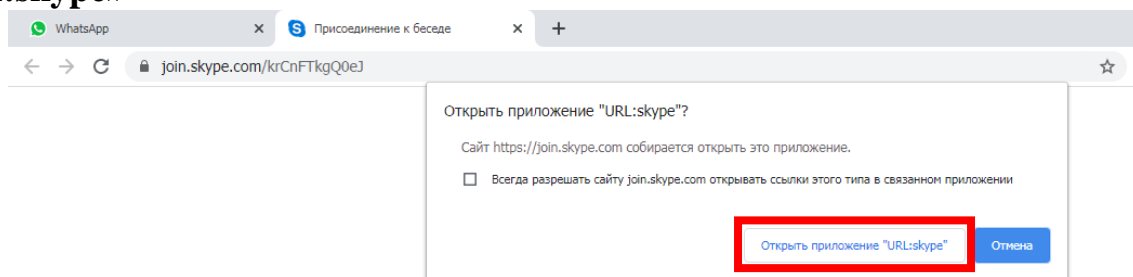 WhatsApp
Присоединение к беседе
join.skype.com/krCnFTkgQ0eJ
Открыть приложение "URL:skype"?
Сайт https://join.skype.com собирается открыть это приложение.
Всегда разрешать сайту join.skype.com открывать ссылки этого типа в связанном приложении
Открыть приложение "URL:skype" Отмена